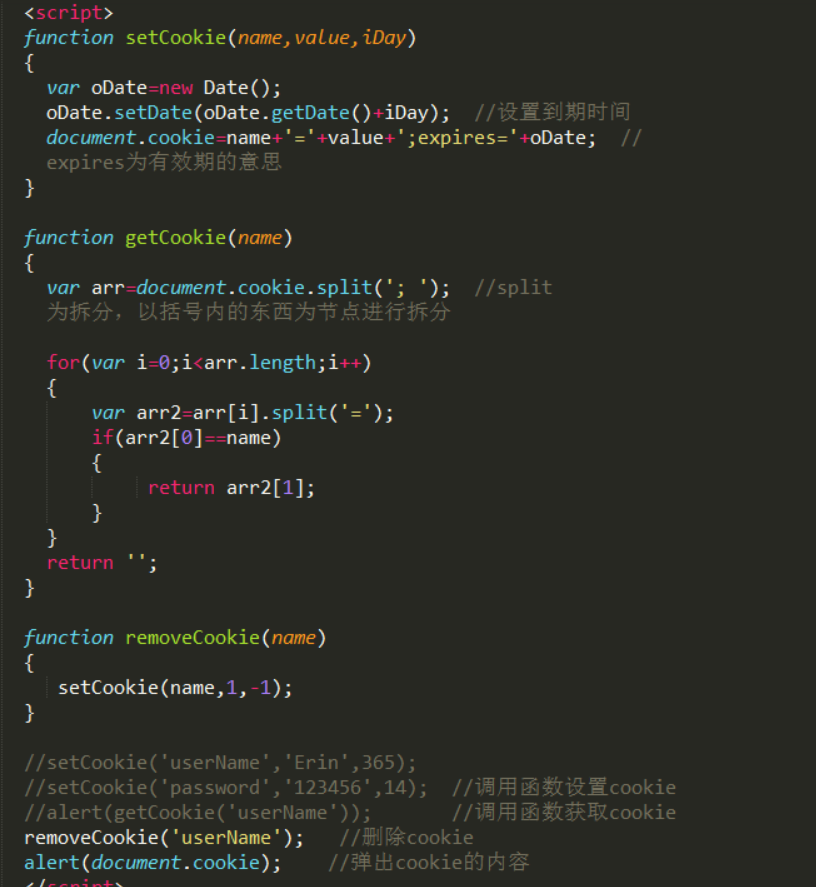 <script>
function setCookie(name,value,iDay)
{
var oDate=new Date();
oDate.setDate(oDate.getDate()+iDay);  //设置到期时间
document.cookie=name+'='+value+';expires='+oDate;  //
expires为有效期的意思
}
function getCookie(name)
{
var arr=document.cookie.split('; ');  //split
为拆分，以括号内的东西为节点进行拆分
for(var i=0;i<arr.length;i++)
{
var arr2=arr[i].split('=');
if(arr2[0]==name)
{
return arr2[1];
}
}
return '';
}
function removeCookie(name)
{
setCookie(name,1,-1);
}
//setCookie('userName','Erin',365);
//setCookie('password','123456',14);  //调用函数设置cookie
//alert(getCookie('userName'));       //调用函数获取cookie
removeCookie('userName');   //删除cookie
alert(document.cookie);    //弹出cookie的内容
</script>